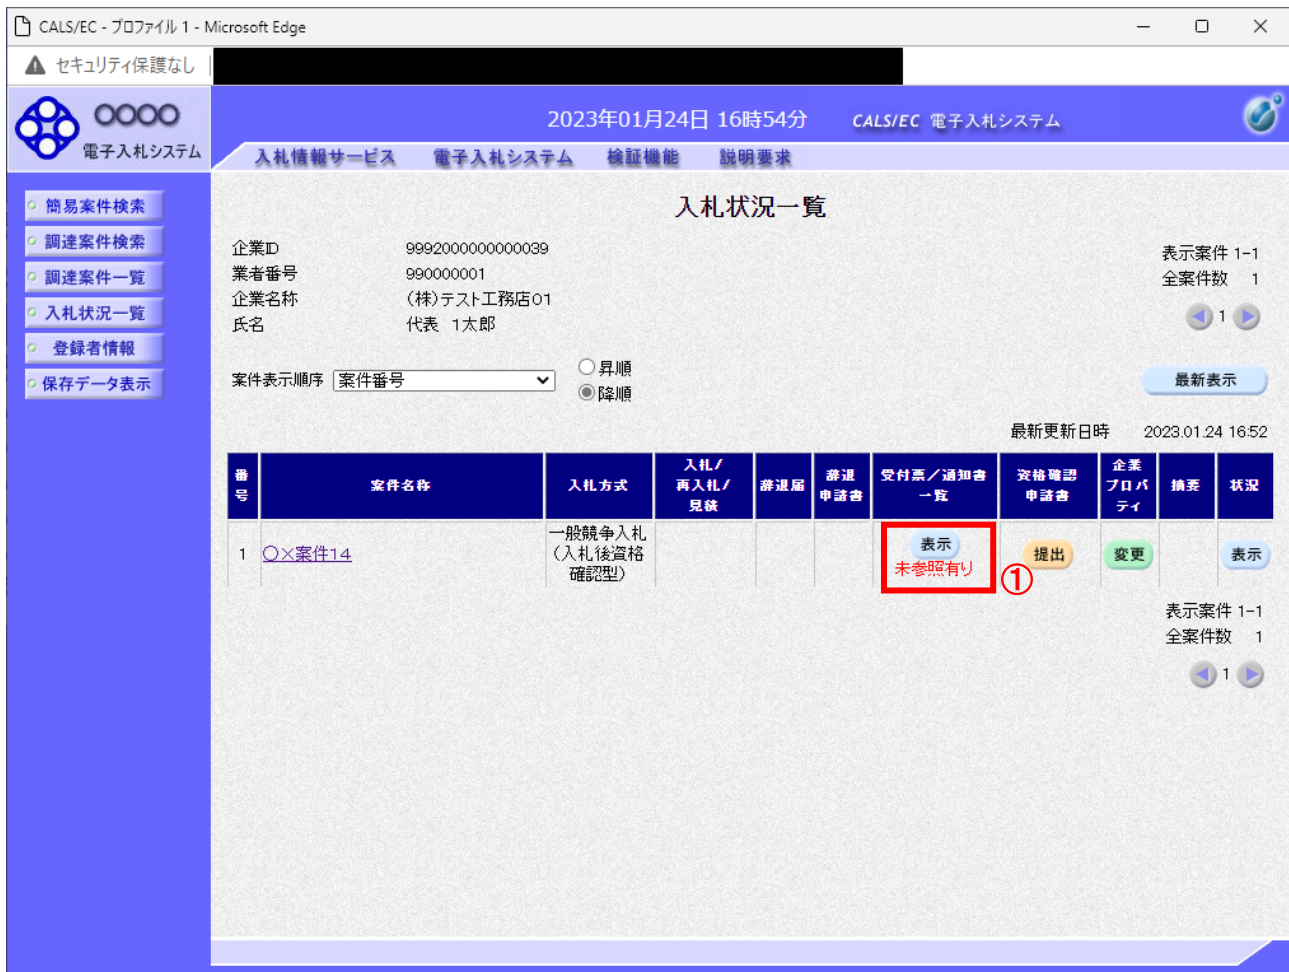 CALS/EC - プロファイル 1 - Microsoft Edge
セキュリティ保護なし
〇〇〇〇
電子入札システム
2023年01月24日 16時54分
CALS/EC 電子入札システム
入札情報サービス 電子入札システム 検証機能 説明要求
簡易案件検索
調達案件検索
調達案件一覧
入札状況一覧
登録者情報
保存データ表示
入札状況一覧
企業ID 9992000000000039
業者番号 990000001
企業名称 (株)テスト工務店01
氏名 代表 1太郎
表示案件 1-1
全案件数 1
1
案件表示順序 案件番号
昇順
降順
最新表示
最新更新日時 2023.01.24 16:52
番号 案件名称 入札方式 入札/再入札/見積 辞退届 辞退申請書 受付票/通知書一覧 資格確認申請書 企業プロパティ 摘要 状況
1 〇×案件14 一般競争入札(入札後資格確認型) 表示 未参照有り 提出 変更 表示
①
表示案件 1-1
全案件数 1
1